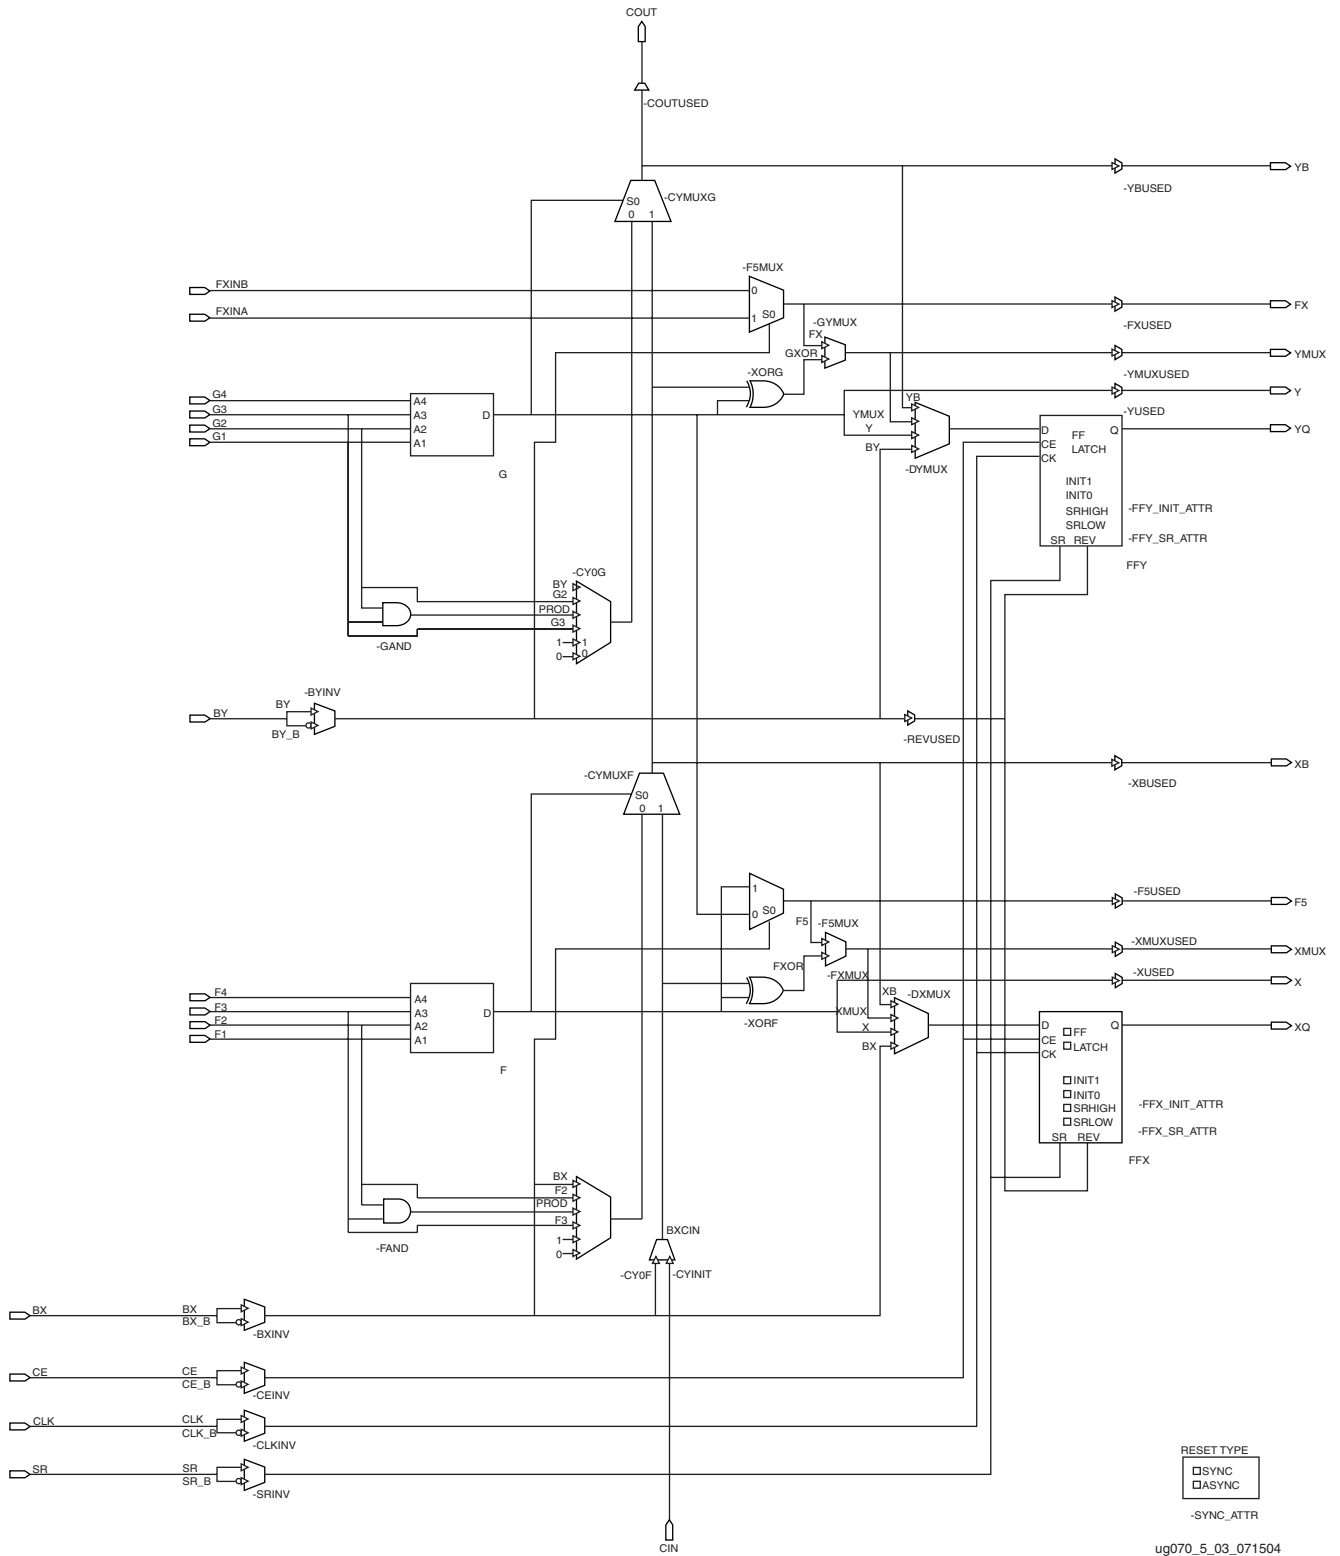 COUT
-COUTUSED
YB
-YBUSED
S0
0 1
-CYMUXG
-F5MUX
FXINB
0
FX
FXINA
1
S0
-GYMUX
-FXUSED
FX
GXOR
YMUX
-XORG
-YMUXUSED
G4
A4
Y
YB
G3
A3
D
YMUX
-YUSED
G2
A2
Y
D
FF
Q
YQ
G1
A1
BY
CE
LATCH
CK
-DYMUX
G
INIT1
INIT0
-FFY_INIT_ATTR
SRHIGH
SRLOW
-FFY_SR_ATTR
SR REV
FFY
-CY0G
BY
G2
PROD
G3
1
1
0
0
-GAND
-BYINV
BY
BY
BY_B
-REVUSED
XB
-CYMUXF
-XBUSED
S0
0 1
1
-F5USED
0
S0
F5
F5
-F5MUX
-XMUXUSED
XMUX
FXOR
-FXMUX
-XUSED
X
F4
A4
XB
-DXMUX
F3
A3
D
XMUX
-XORF
F2
A2
X
D
FF
Q
XQ
F1
A1
BX
CE
LATCH
CK
F
INIT1
INIT0
-FFX_INIT_ATTR
SRHIGH
SRLOW
-FFX_SR_ATTR
SR REV
FFX
BX
F2
PROD
F3
1
0
-FAND
BXCIN
-CY0F
-CYINIT
BX
BX
BX_B
-BXINV
CE
CE
CE_B
-CEINV
CLK
CLK
CLK_B
-CLKINV
SR
SR
SR_B
-SRINV
RESET TYPE
SYNC
ASYNC
-SYNC_ATTR
CIN
ug070_5_03_071504